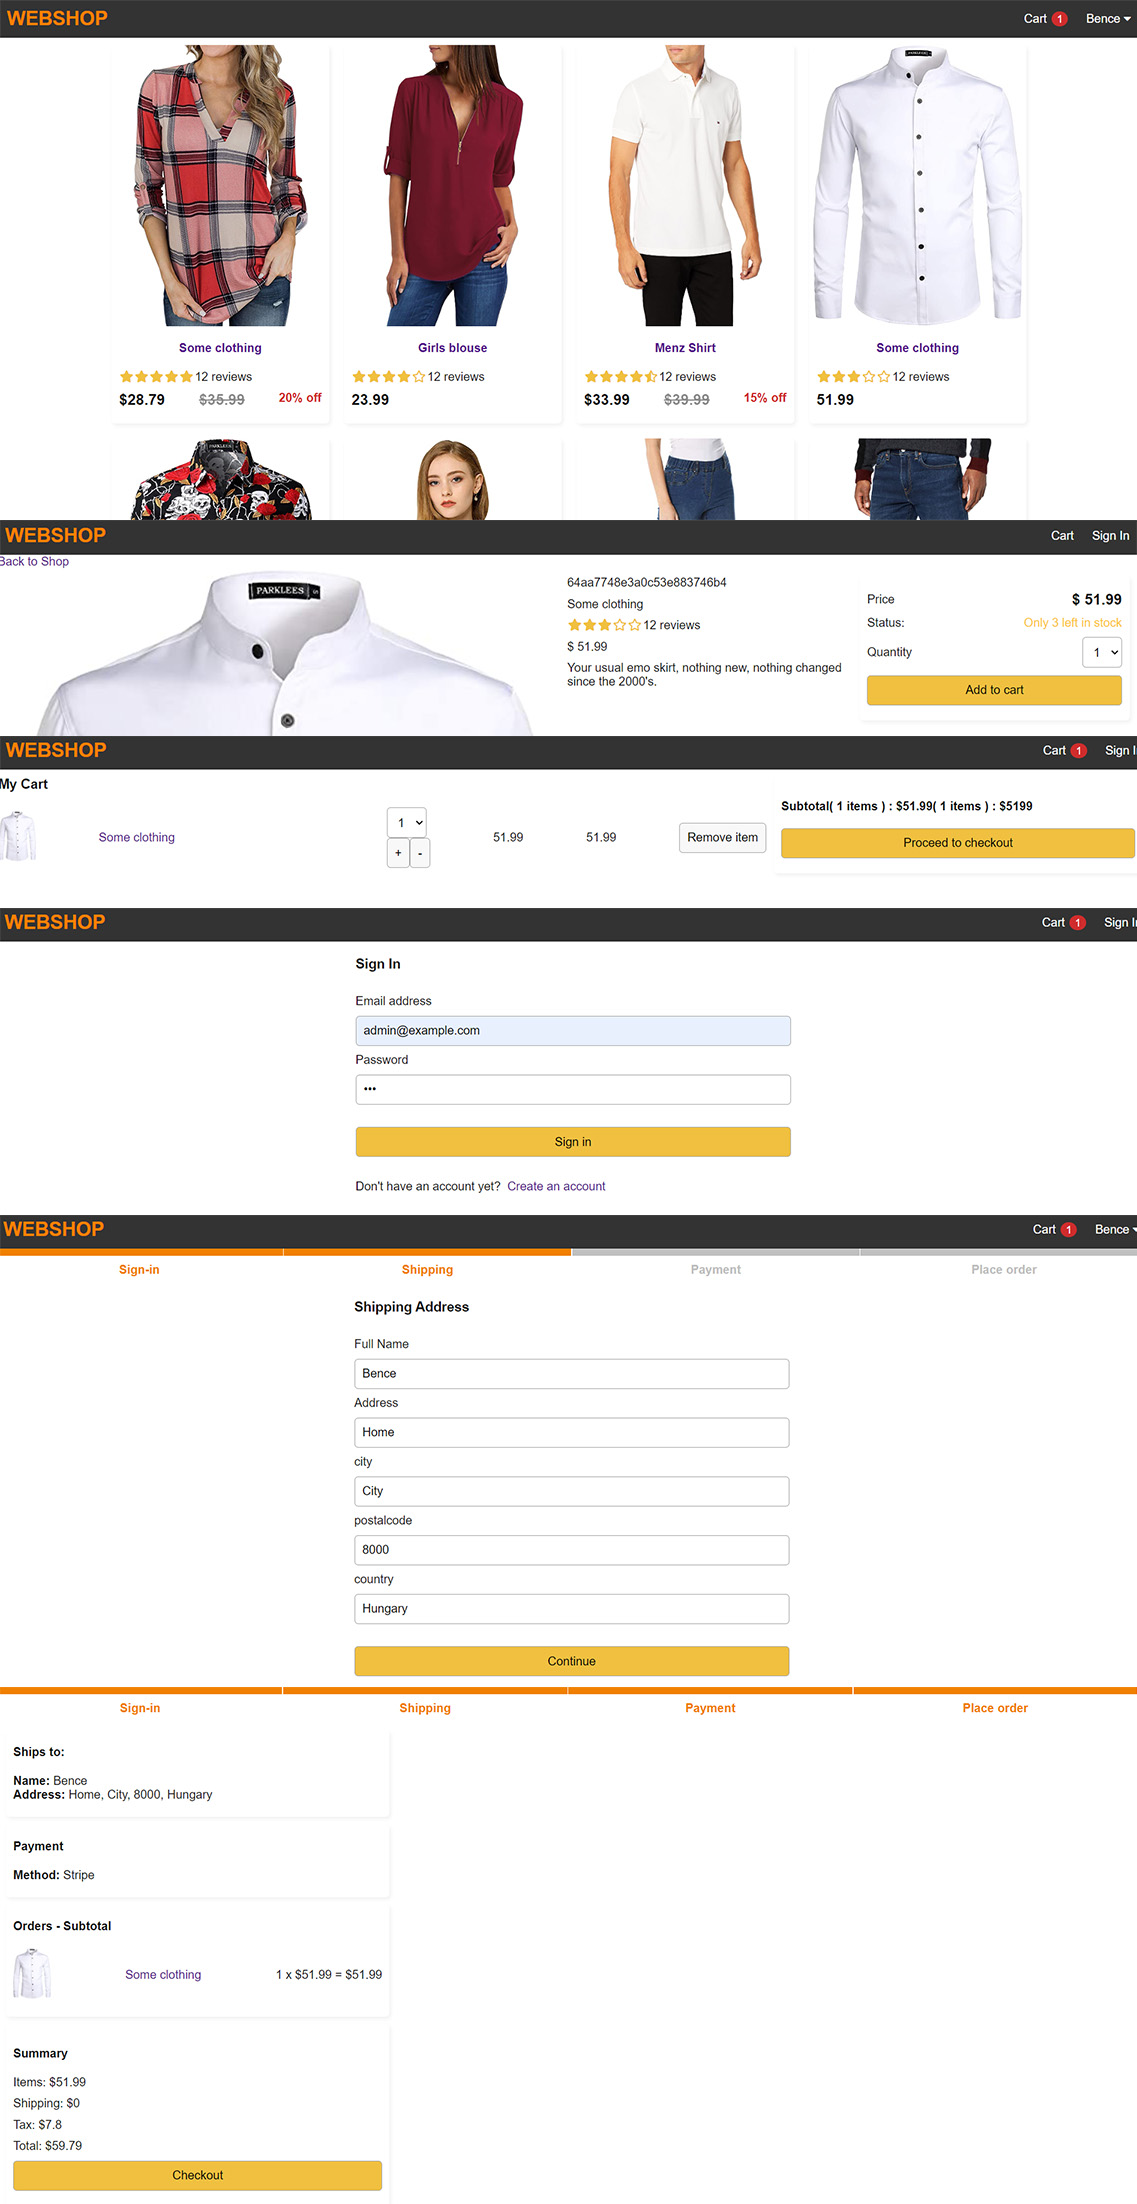 WEBSHOP
Cart 1 Bence
PARKLEES
Some clothing
12 reviews
$28.79 $35.99 20% off
Girls blouse
12 reviews
23.99
Menz Shirt
12 reviews
$33.99 $39.99 15% off
Some clothing
12 reviews
51.99
PARKLEES
WEBSHOP
Cart Sign In
Back to Shop
PARKLEES S
64aa7748e3a0c53e883746b4
Some clothing
12 reviews
$ 51.99
Your usual emo skirt, nothing new, nothing changed
since the 2000's.
Price $ 51.99
Status: Only 3 left in stock
Quantity 1
Add to cart
WEBSHOP
Cart 1 Sign I
My Cart
Some clothing
1
+ -
51.99
51.99
Remove item
Subtotal( 1 items ) : $51.99( 1 items ) : $5199
Proceed to checkout
WEBSHOP
Cart 1 Sign I
Sign In
Email address
admin@example.com
Password
•••
Sign in
Don't have an account yet? Create an account
WEBSHOP
Cart 1 Bence
Sign-in Shipping Payment Place order
Shipping Address
Full Name
Bence
Address
Home
city
City
postalcode
8000
country
Hungary
Continue
Sign-in Shipping Payment Place order
Ships to:
Name: Bence
Address: Home, City, 8000, Hungary
Payment
Method: Stripe
Orders - Subtotal
Some clothing 1 x $51.99 = $51.99
Summary
Items: $51.99
Shipping: $0
Tax: $7.8
Total: $59.79
Checkout